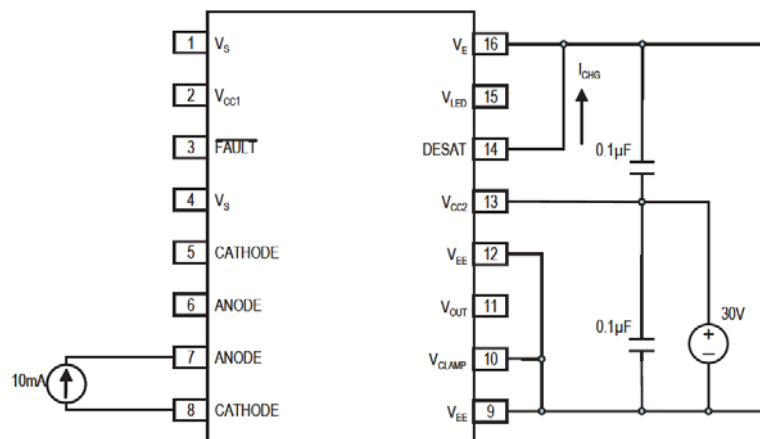 1 VS VE 16
ICHG
2 VCC1 VLED 15
3 FAULT DESAT 14
0.1µF
4 VS VCC2 13
5 CATHODE VEE 12
6 ANODE VOUT 11
30V
0.1µF
+
–
7 ANODE VCLAMP 10
10mA
8 CATHODE VEE 9